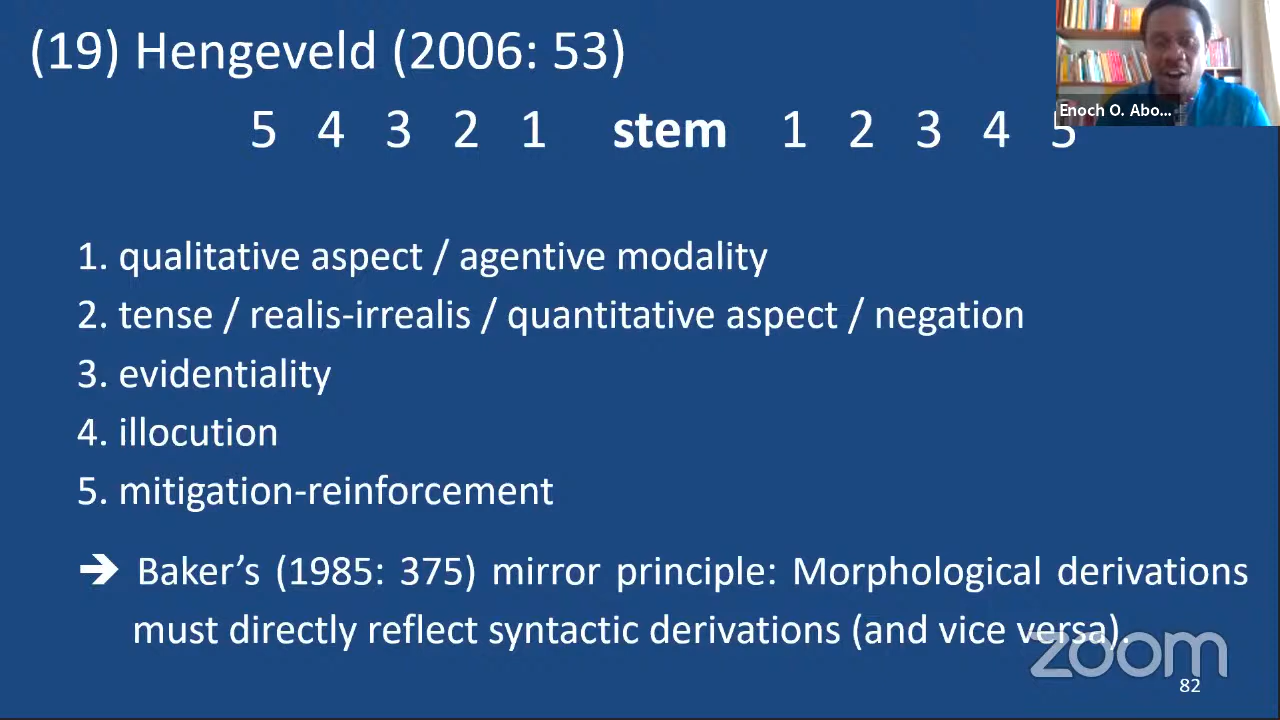 (19) Hengeveld (2006: 53)
Enoch O. Abo...
5 4 3 2 1 stem 1 2 3 4 5
1. qualitative aspect / agentive modality
2. tense / realis-irrealis / quantitative aspect / negation
3. evidentiality
4. illocution
5. mitigation-reinforcement
➔ Baker’s (1985: 375) mirror principle: Morphological derivations
must directly reflect syntactic derivations (and vice versa).
zoom
82